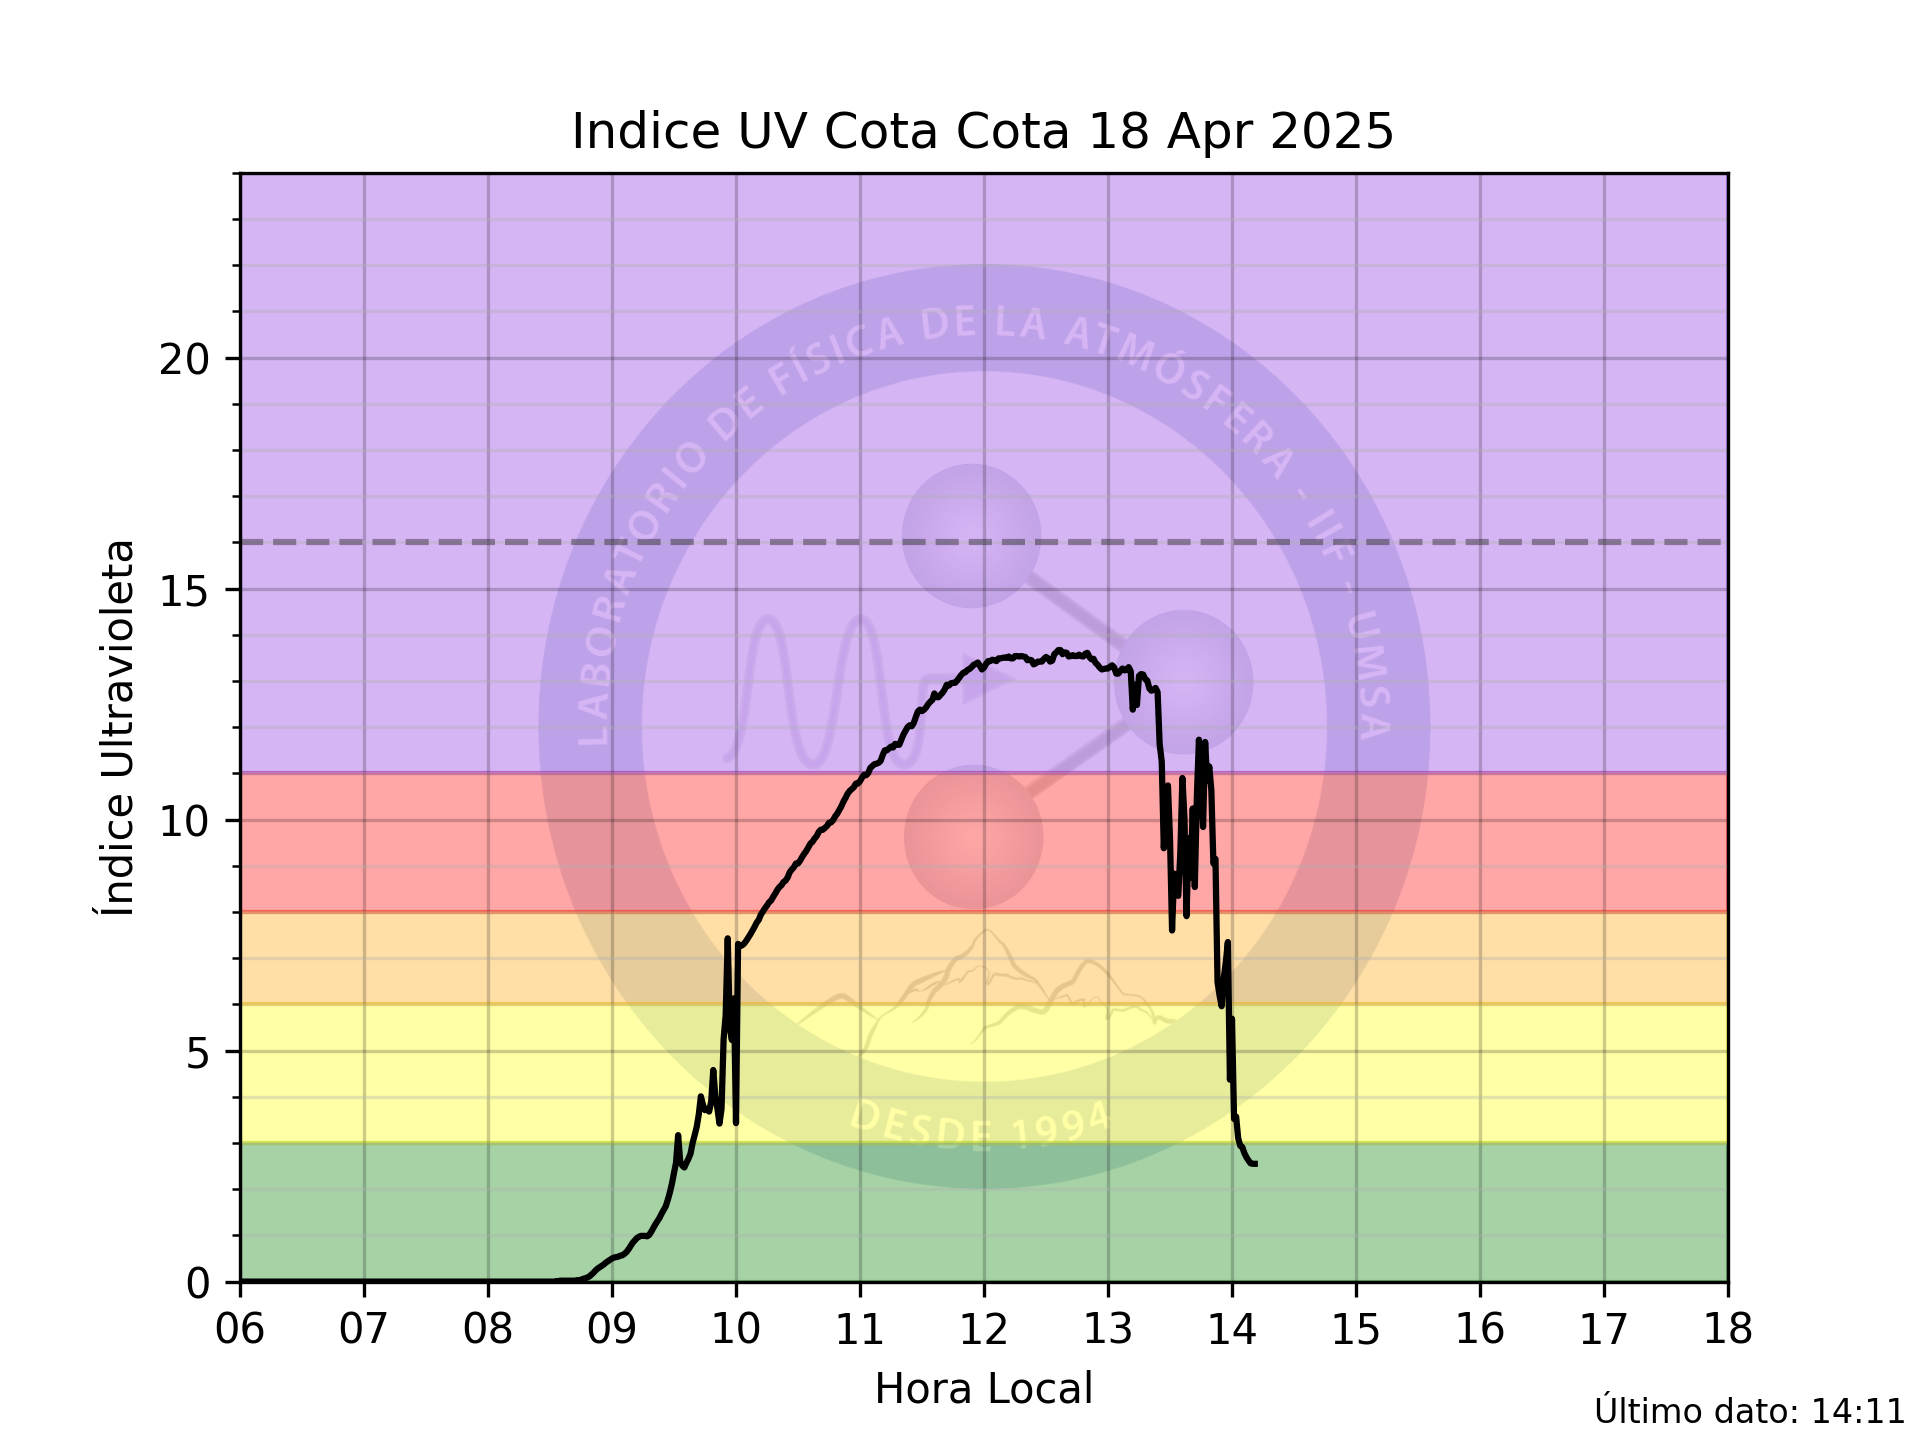 Indice UV Cota Cota 18 Apr 2025
LABORATORIO DE FÍSICA DE LA ATMÓSFERA - IIF - UMSA
20
15
10
5
0
Índice Ultravioleta
DESDE 1994
06 07 08 09 10 11 12 13 14 15 16 17 18
Hora Local
Último dato: 14:11